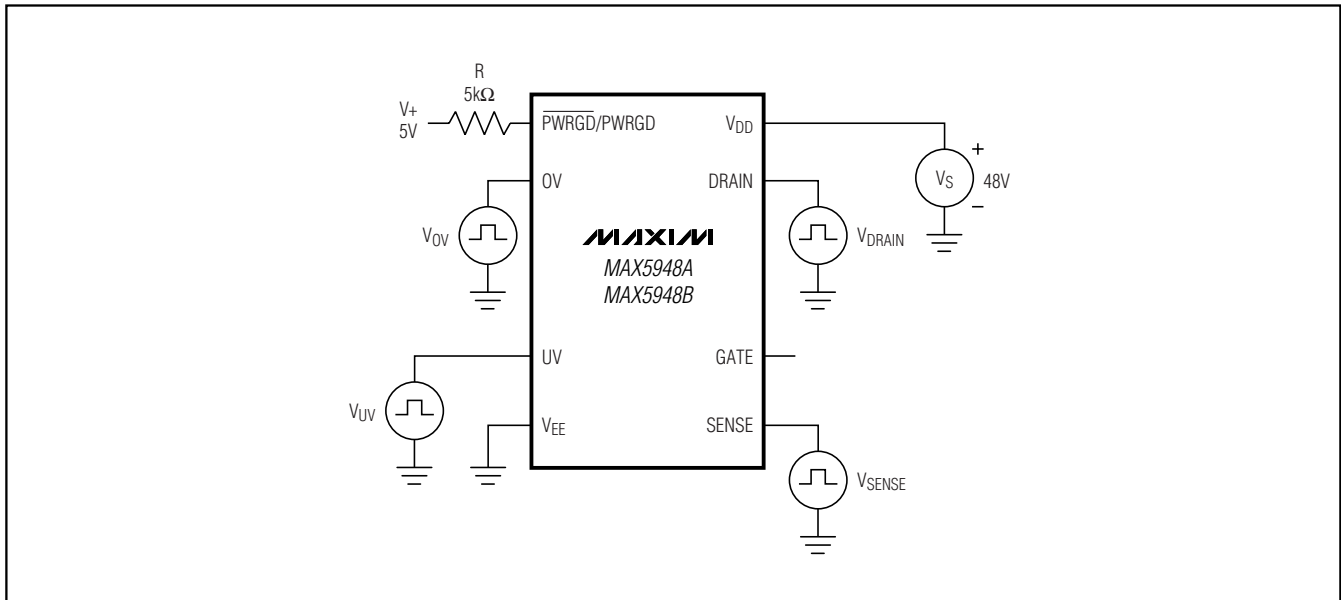 R
5kΩ
V+
5V
PWRGD/PWRGD
VDD
+
VS
48V
−
OV
DRAIN
VOV
VDRAIN
MAXIM
MAX5948A
MAX5948B
UV
GATE
VUV
VEE
SENSE
VSENSE